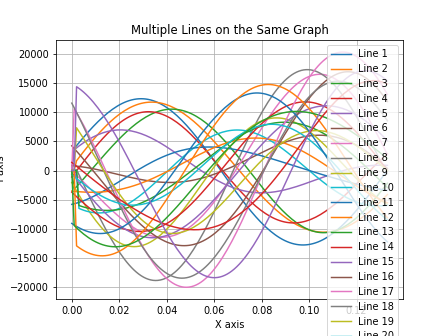 Multiple Lines on the Same Graph
20000
15000
10000
5000
0
−5000
−10000
−15000
−20000
0.00
0.02
0.04
0.06
0.08
0.10
X axis
Line 1
Line 2
Line 3
Line 4
Line 5
Line 6
Line 7
Line 8
Line 9
Line 10
Line 11
Line 12
Line 13
Line 14
Line 15
Line 16
Line 17
Line 18
Line 19
Line 20